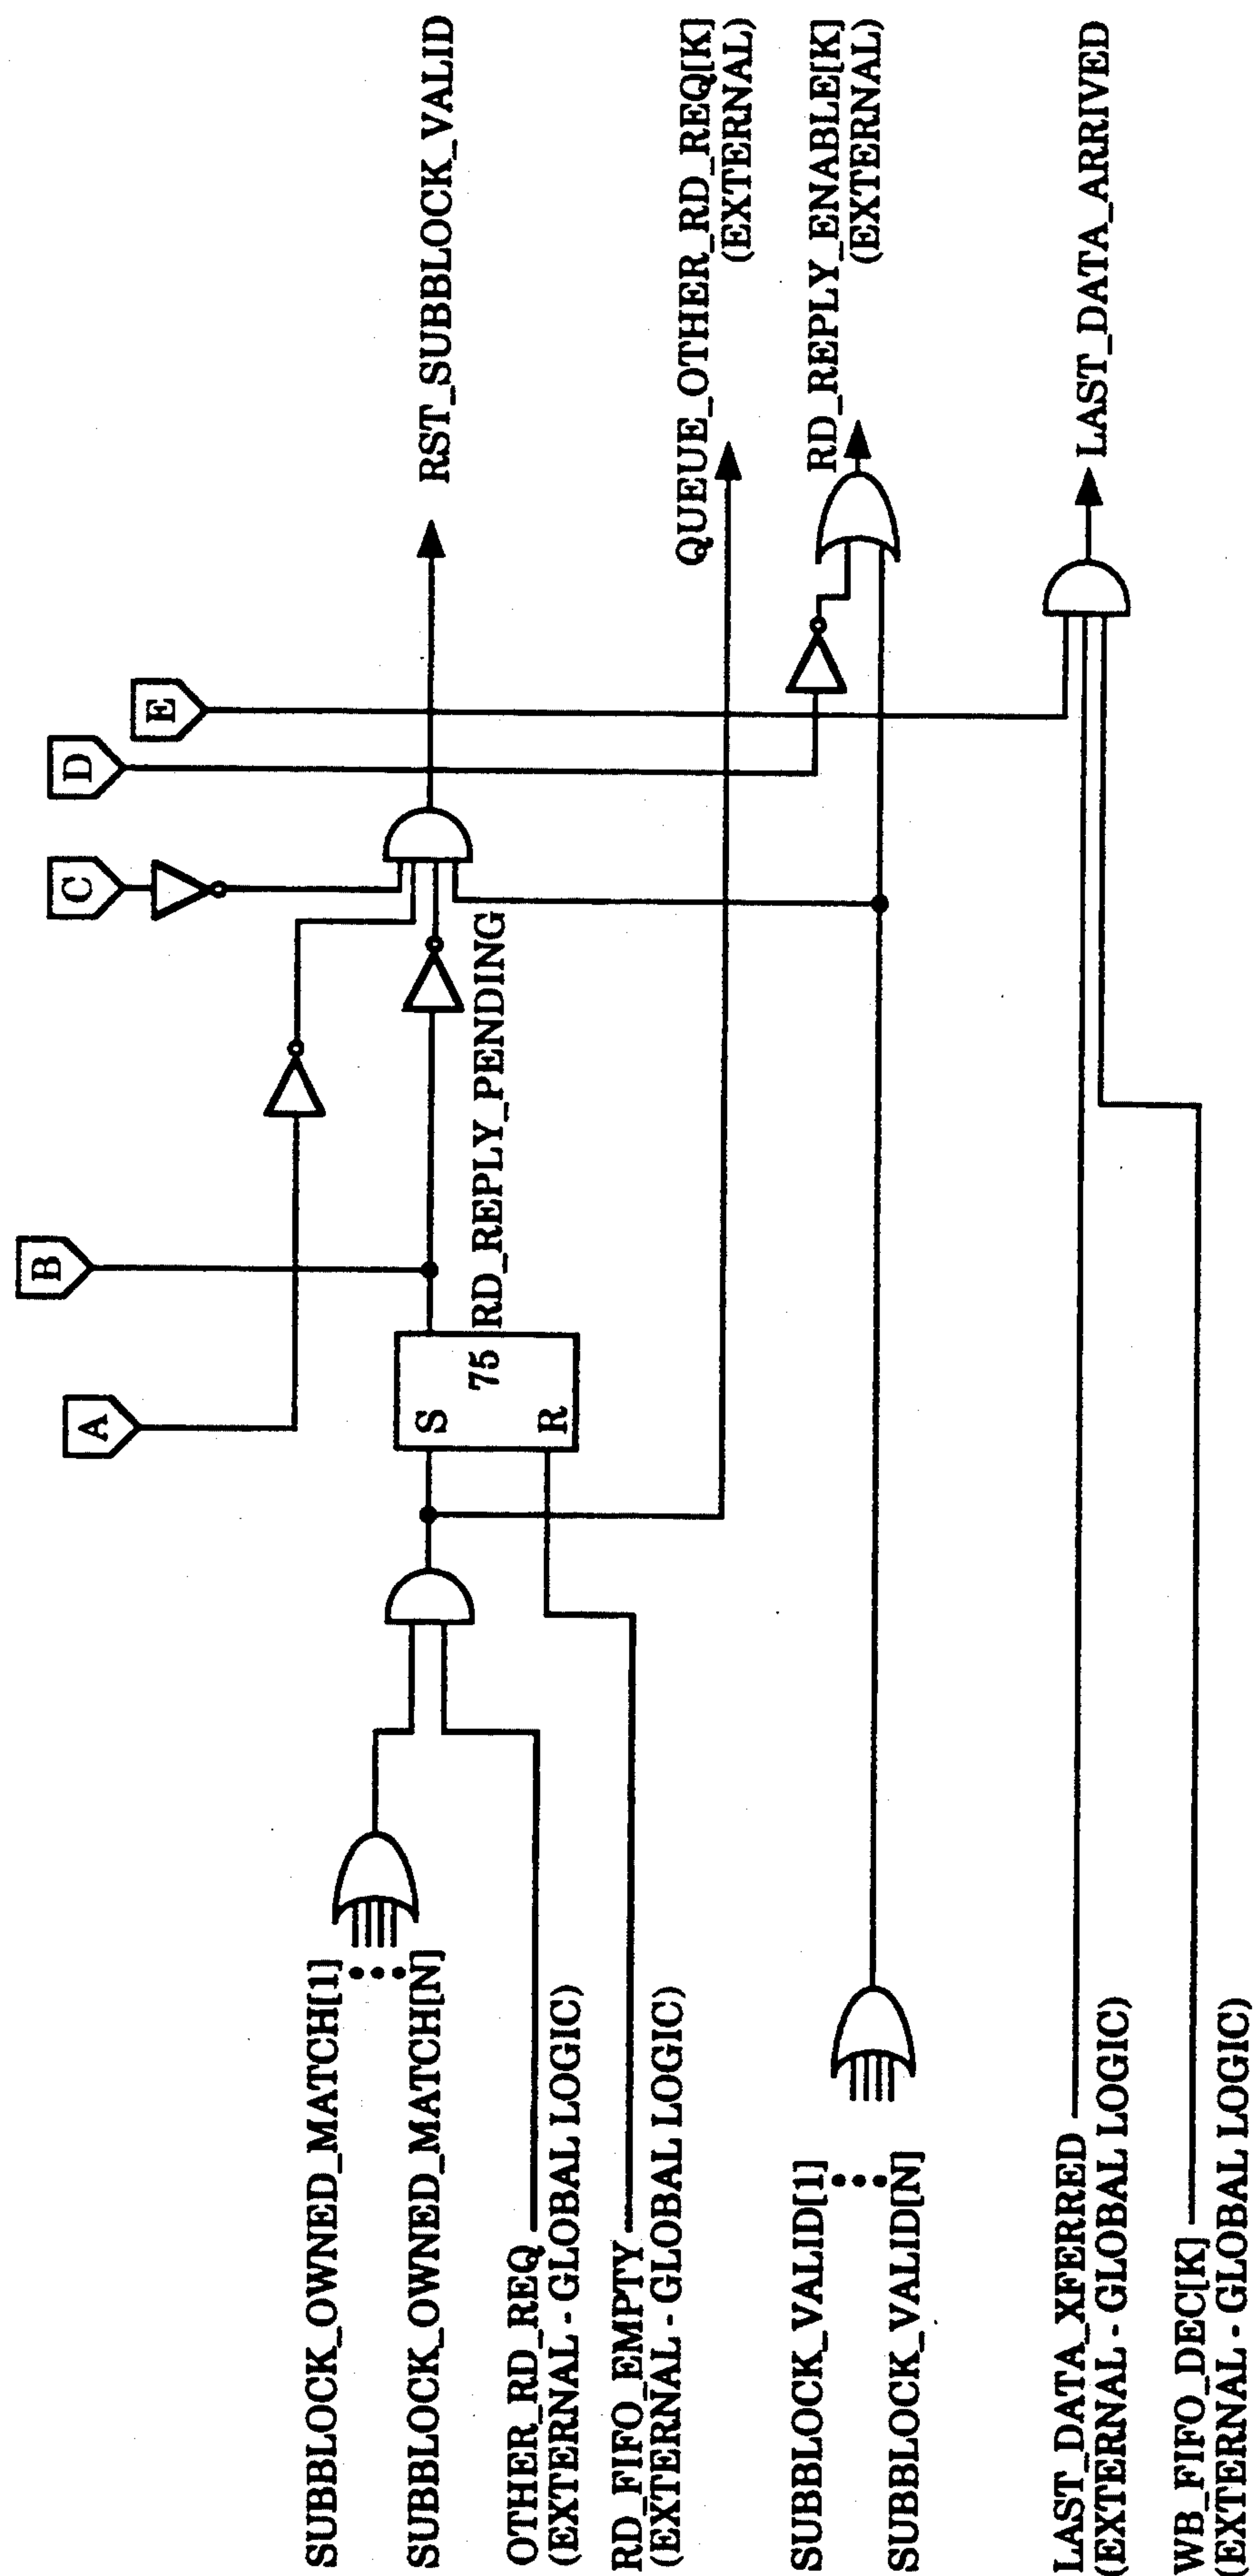 A
B
C
D
E
SUBBLOCK_OWNED_MATCH[1]
SUBBLOCK_OWNED_MATCH[N]
S
75
R
RD_REPLY_PENDING
RST_SUBBLOCK_VALID
OTHER_RD_REQ
(EXTERNAL - GLOBAL LOGIC)
RD_FIFO_EMPTY
(EXTERNAL - GLOBAL LOGIC)
QUEUE_OTHER_RD_REQ[K]
(EXTERNAL)
SUBBLOCK_VALID[1]
SUBBLOCK_VALID[N]
RD_REPLY_ENABLE[K]
(EXTERNAL)
LAST_DATA_XFERRED
(EXTERNAL - GLOBAL LOGIC)
LAST_DATA_ARRIVED
WB_FIFO_DEC[K]
(EXTERNAL - GLOBAL LOGIC)